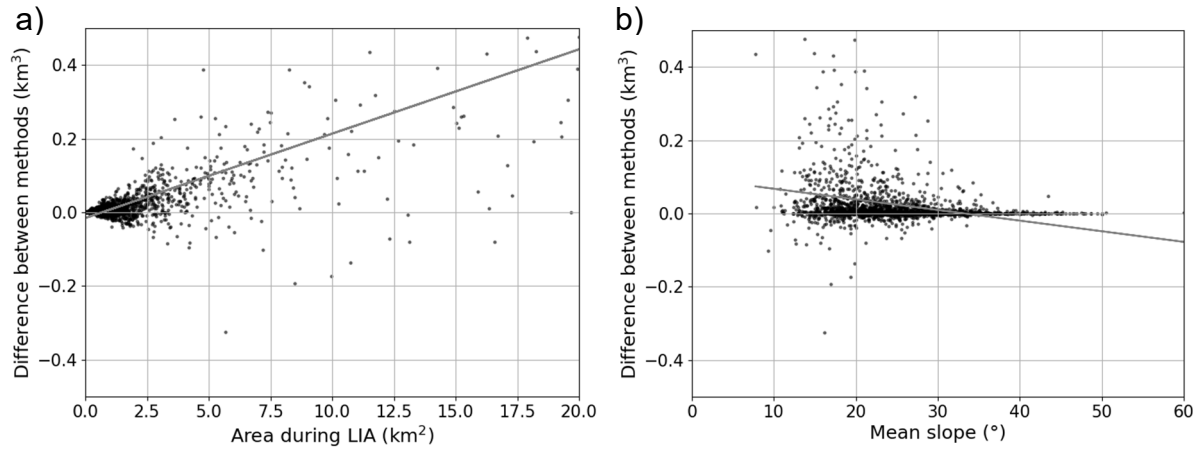 a)
Difference between methods (km³)
0.4
0.2
0.0
−0.2
−0.4
0.0 2.5 5.0 7.5 10.0 12.5 15.0 17.5 20.0
Area during LIA (km²)
b)
Difference between methods (km³)
0.4
0.2
0.0
−0.2
−0.4
0 10 20 30 40 50 60
Mean slope (°)